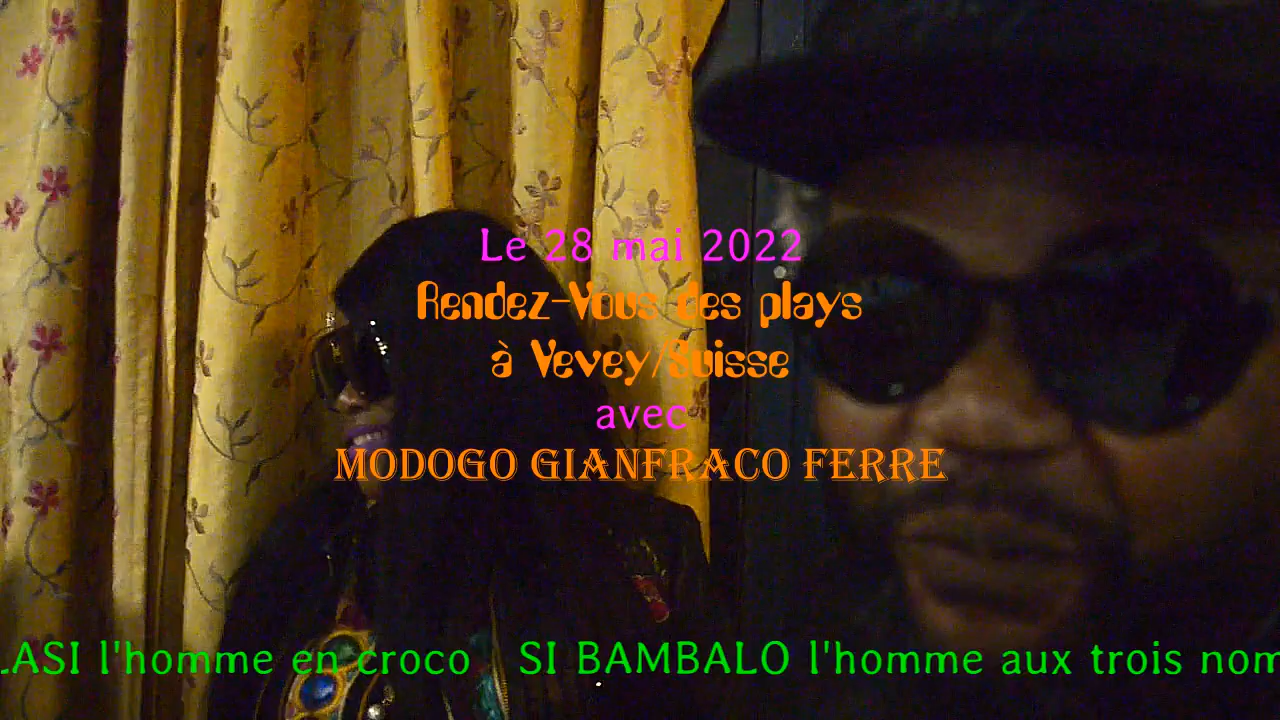 Le 28 mai 2022
Rendez-Vous des plays
à Vevey/Suisse
avec
MODOGO GIANFRACO FERRE
LASI l'homme en croco SI BAMBALO l'homme aux trois nom